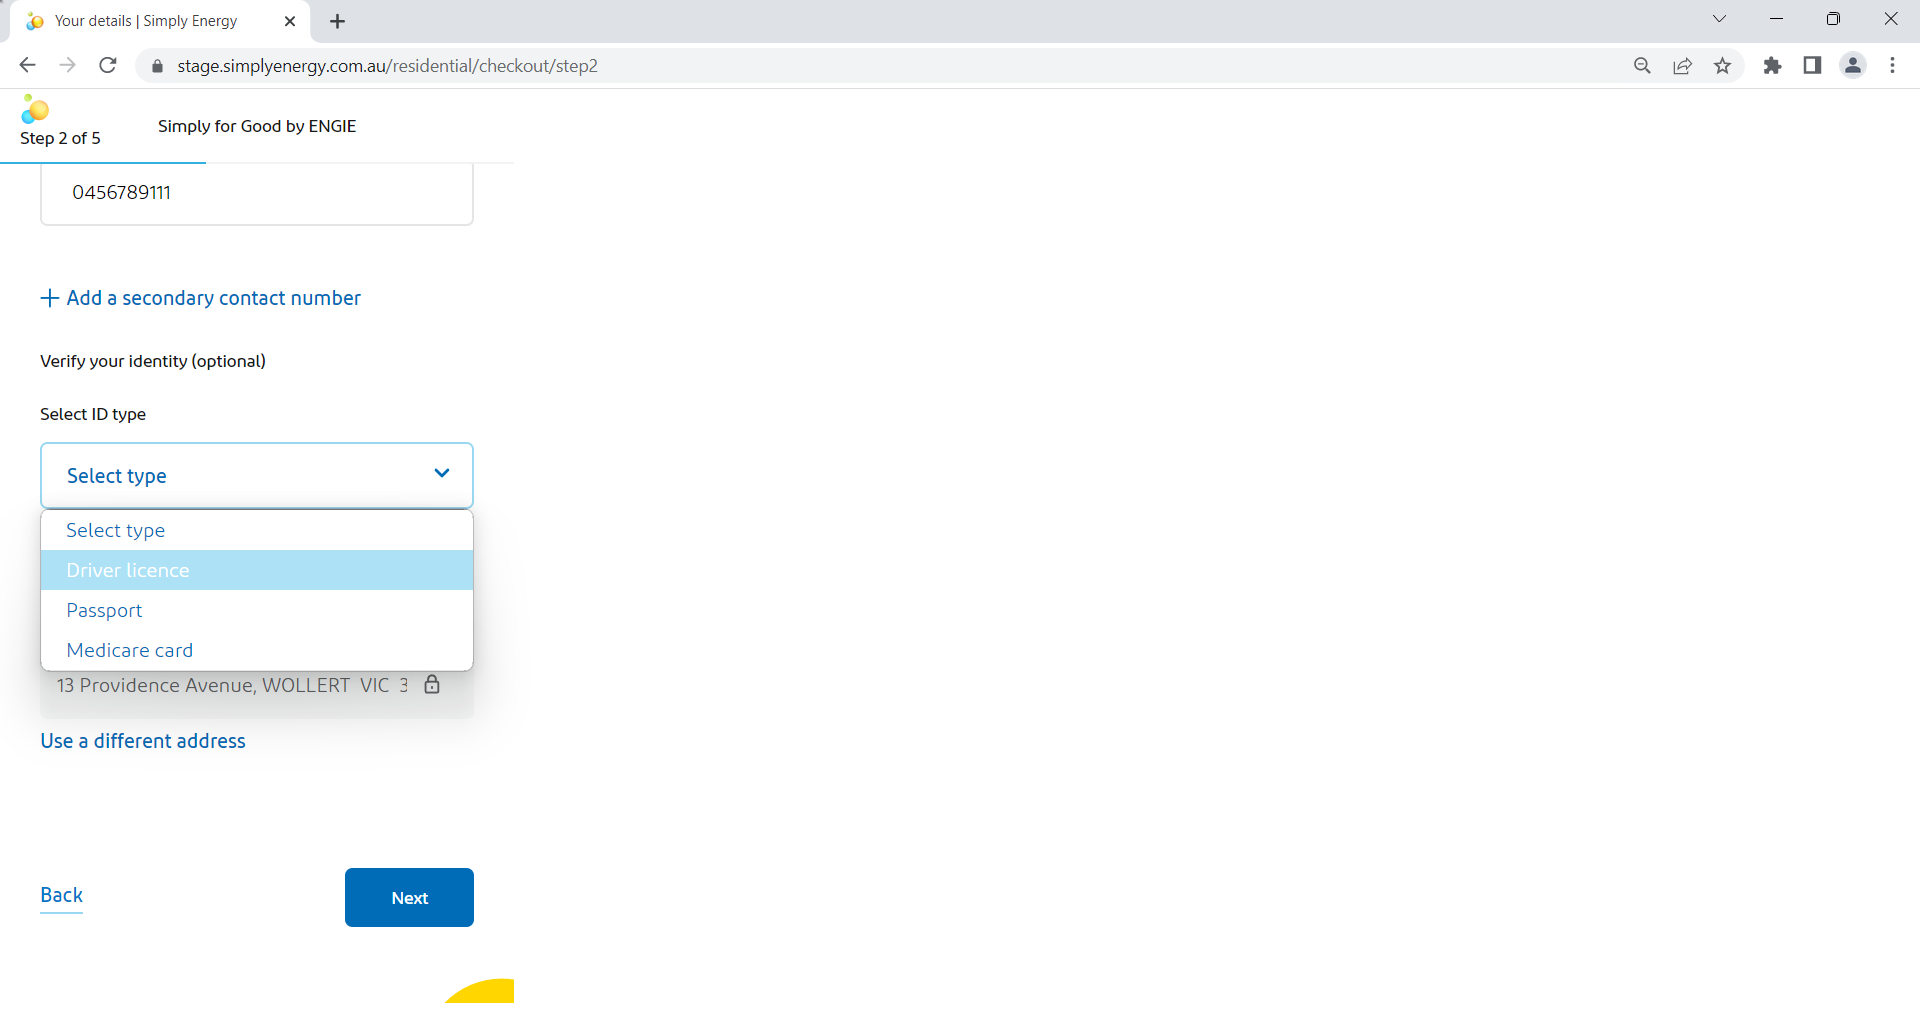 Your details | Simply Energy
stage.simplyenergy.com.au/residential/checkout/step2
Step 2 of 5
Simply for Good by ENGIE
0456789111
Add a secondary contact number
Verify your identity (optional)
Select ID type
Select type
Select type
Driver licence
Passport
Medicare card
13 Providence Avenue, WOLLERT VIC 3
Use a different address
Back
Next